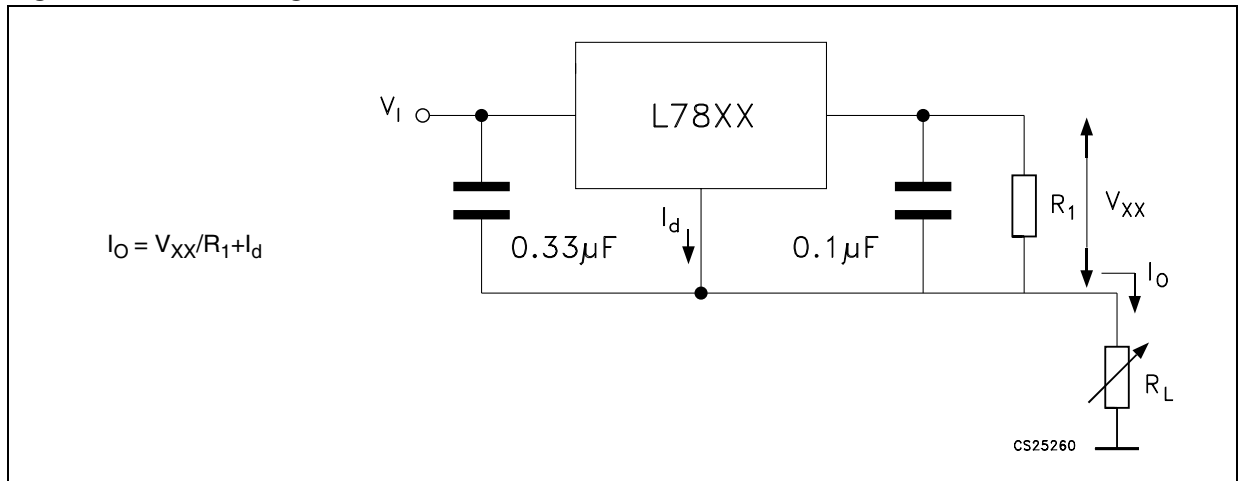 V_I
L78XX
I_d
R_1
V_XX
I_O = V_XX/R_1+I_d
0.33µF
0.1µF
I_O
R_L
CS25260